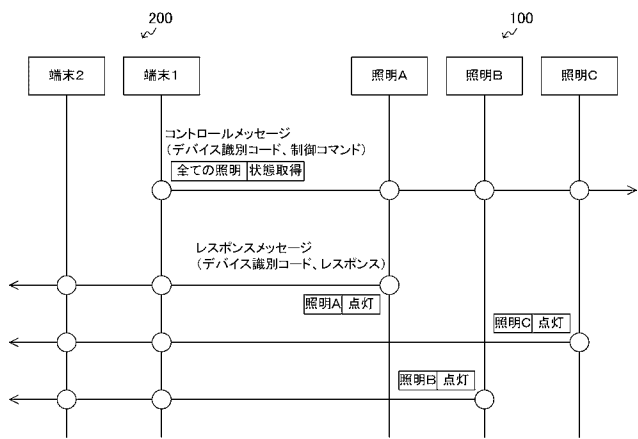 200
100
端末2
端末1
照明A
照明B
照明C
コントロールメッセージ
(デバイス識別コード、制御コマンド)
全ての照明 状態取得
レスポンスメッセージ
(デバイス識別コード、レスポンス)
照明A 点灯
照明C 点灯
照明B 点灯